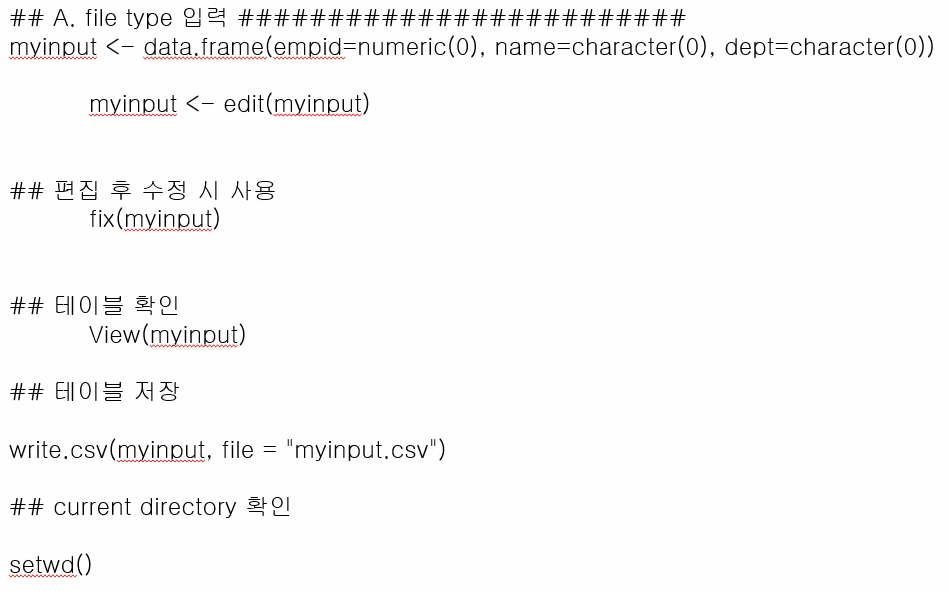 ## A. file type 입력 #########################
myinput <- data.frame(empid=numeric(0), name=character(0), dept=character(0))
myinput <- edit(myinput)
## 편집 후 수정 시 사용
fix(myinput)
## 테이블 확인
View(myinput)
## 테이블 저장
write.csv(myinput, file = "myinput.csv")
## current directory 확인
setwd()